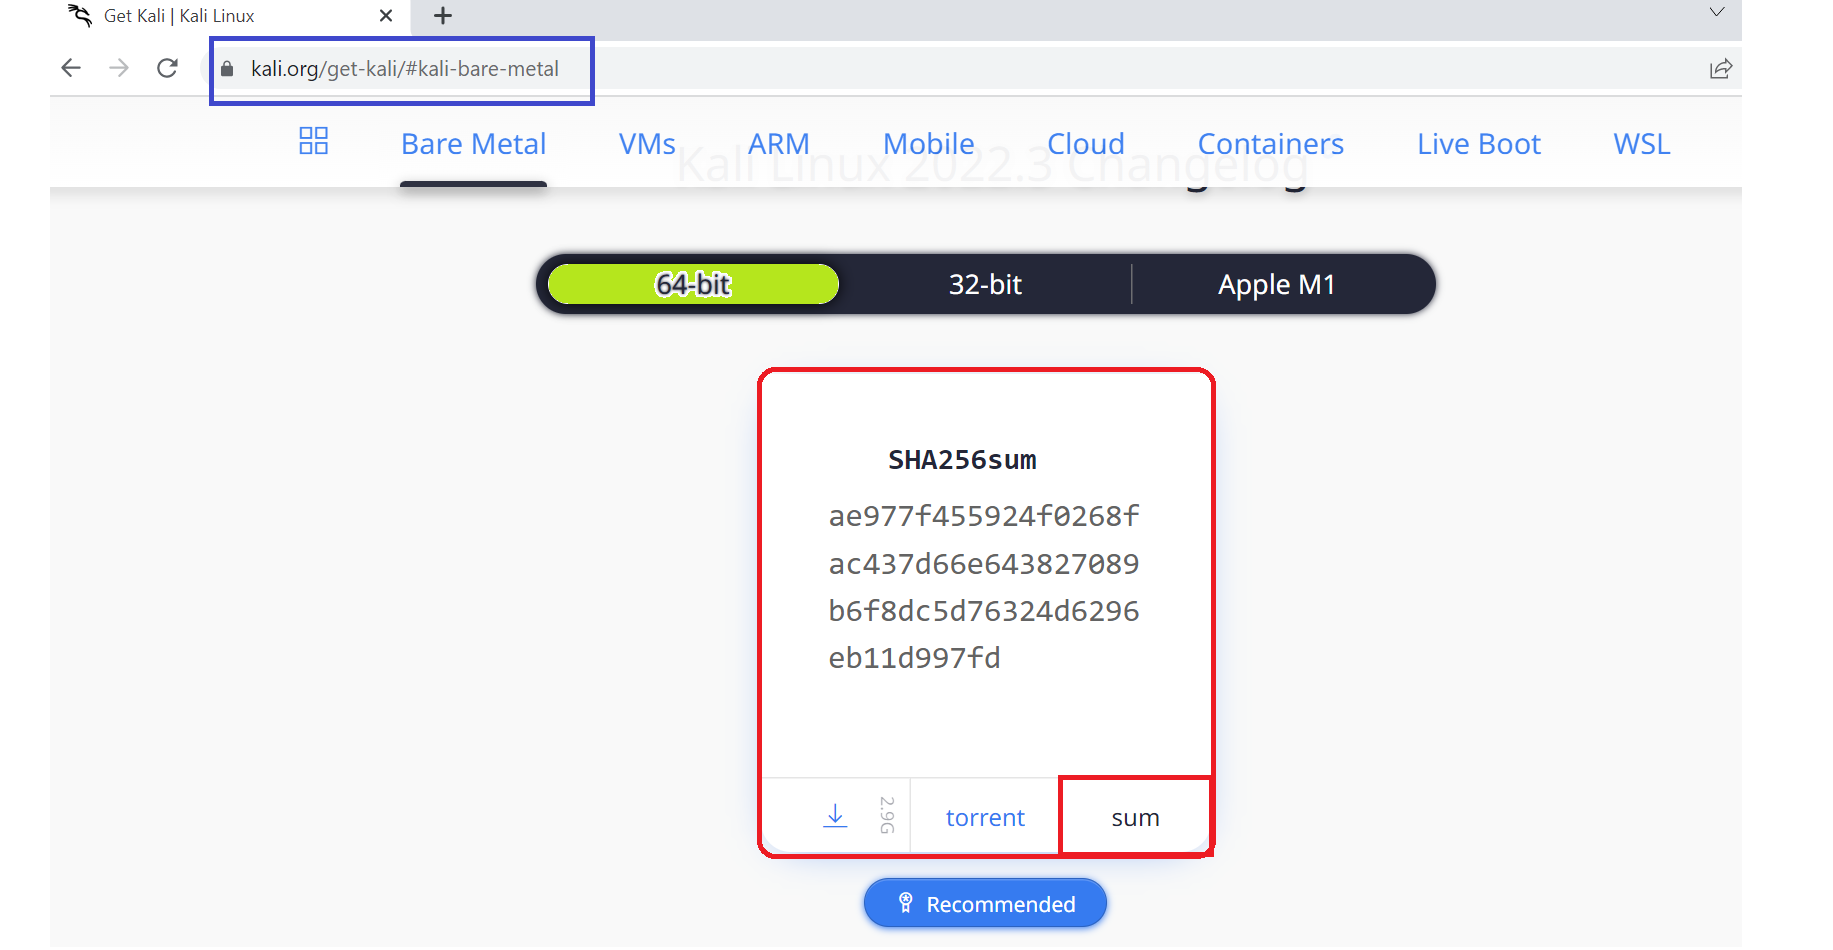 Get Kali | Kali Linux
kali.org/get-kali/#kali-bare-metal
Bare Metal VMs ARM Mobile Cloud Containers Live Boot WSL
Kali Linux 2022.3 Changelog
64-bit 32-bit Apple M1
SHA256sum
ae977f455924f0268f
ac437d66e643827089
b6f8dc5d76324d6296
eb11d997fd
2.9G torrent sum
Recommended